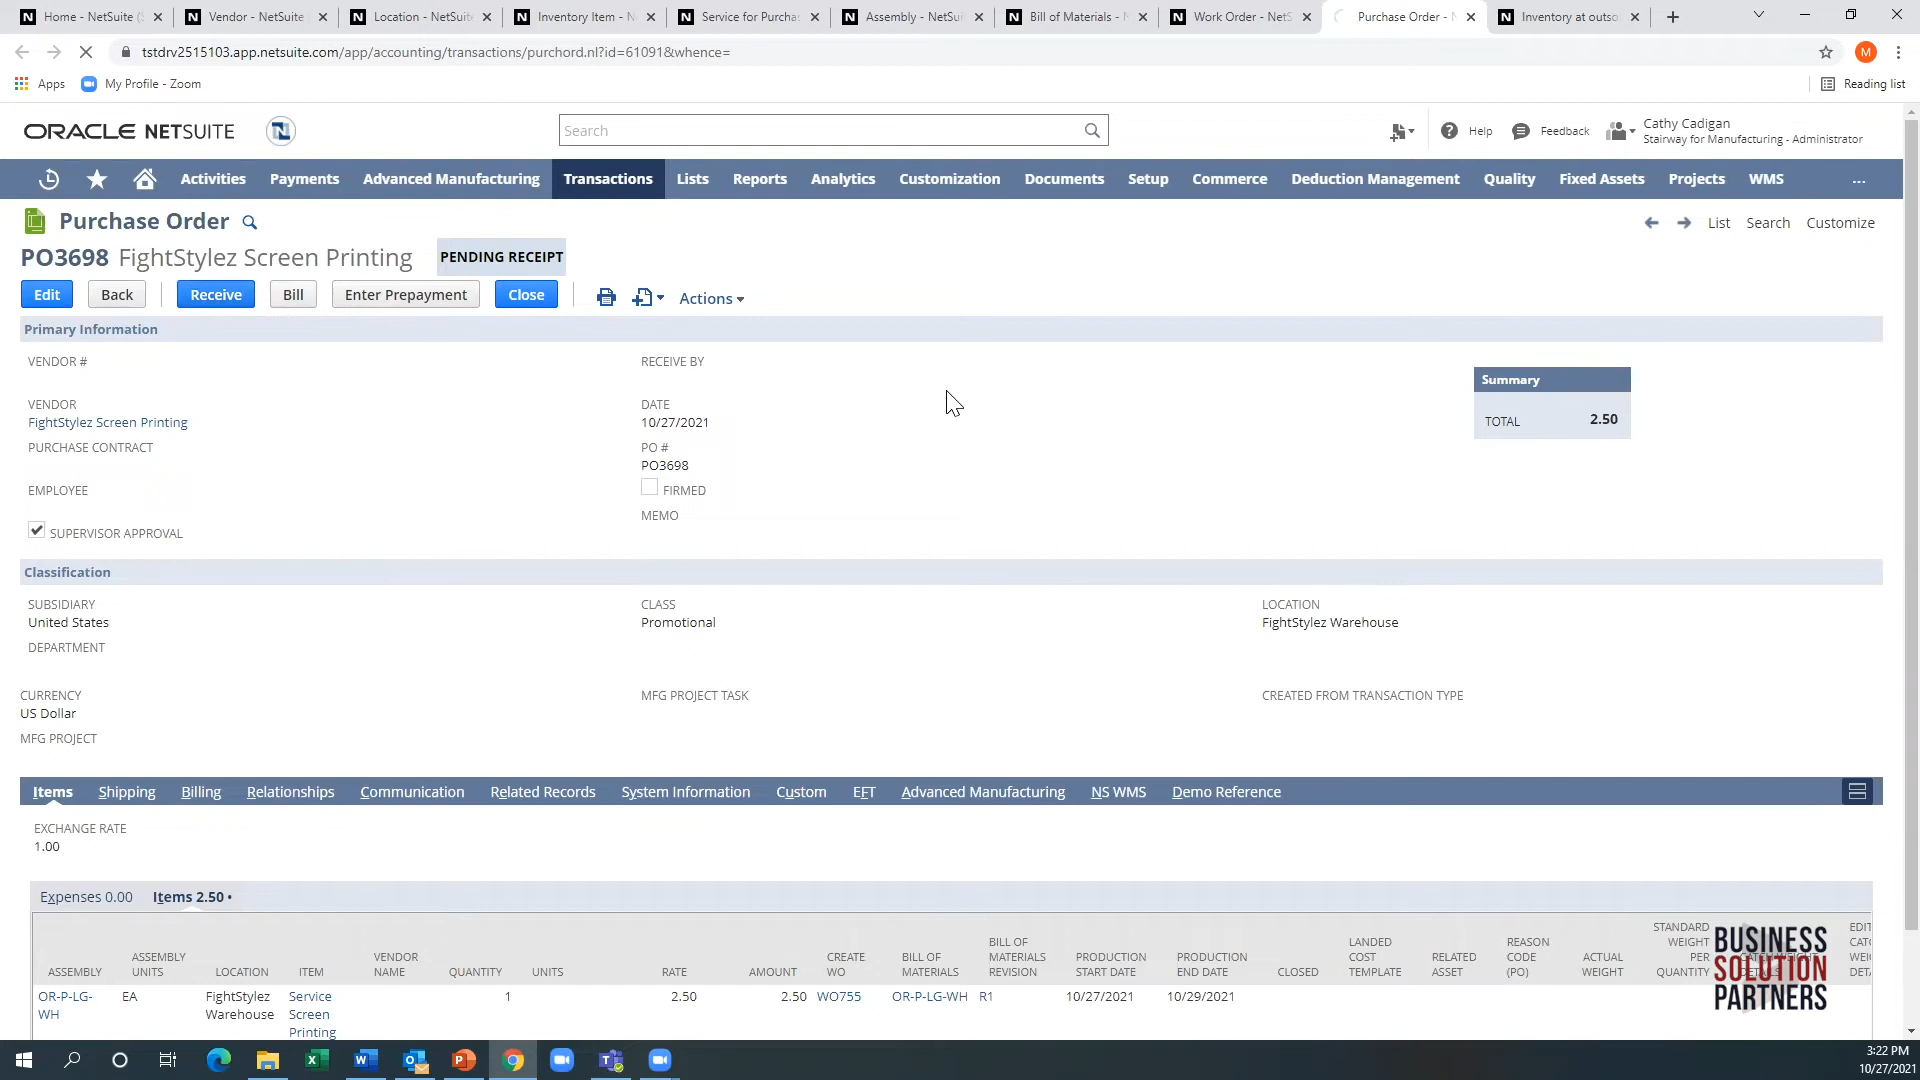 Home - NetSuite (
Vendor - NetSuite
Location - NetSuite
Inventory Item - N
Service for Purchas
Assembly - NetSui
Bill of Materials - N
Work Order - NetS
Purchase Order - N
Inventory at outso
tstdrv2515103.app.netsuite.com/app/accounting/transactions/purchord.nl?id=61091&whence=
M
Apps
My Profile - Zoom
Reading list
ORACLE NETSUITE
Search
Help
Feedback
Cathy Cadigan
Stairway for Manufacturing - Administrator
Activities
Payments
Advanced Manufacturing
Transactions
Lists
Reports
Analytics
Customization
Documents
Setup
Commerce
Deduction Management
Quality
Fixed Assets
Projects
WMS
...
Purchase Order
List
Search
Customize
PO3698 FightStylez Screen Printing
PENDING RECEIPT
Edit
Back
Receive
Bill
Enter Prepayment
Close
Actions
Primary Information
VENDOR #
VENDOR
FightStylez Screen Printing
PURCHASE CONTRACT
EMPLOYEE
SUPERVISOR APPROVAL
RECEIVE BY
DATE
10/27/2021
PO #
PO3698
FIRMED
MEMO
Summary
TOTAL 2.50
Classification
SUBSIDIARY
United States
DEPARTMENT
CLASS
Promotional
LOCATION
FightStylez Warehouse
CURRENCY
US Dollar
MFG PROJECT
MFG PROJECT TASK
CREATED FROM TRANSACTION TYPE
Items
Shipping
Billing
Relationships
Communication
Related Records
System Information
Custom
EFT
Advanced Manufacturing
NS WMS
Demo Reference
EXCHANGE RATE
1.00
Expenses 0.00
Items 2.50 •
ASSEMBLY
ASSEMBLY
UNITS
LOCATION
ITEM
VENDOR
NAME
QUANTITY
UNITS
RATE
AMOUNT
CREATE
WO
BILL OF
MATERIALS
BILL OF
MATERIALS
REVISION
PRODUCTION
START DATE
PRODUCTION
END DATE
CLOSED
LANDED
COST
TEMPLATE
RELATED
ASSET
REASON
CODE
(PO)
ACTUAL
WEIGHT
STANDARD
WEIGHT
PER
QUANTITY
EDIT
CATC
WEI
DETA
OR-P-LG-
WH
EA
FightStylez
Warehouse
Service
Screen
Printing
1
2.50
2.50
WO755
OR-P-LG-WH
R1
10/27/2021
10/29/2021
BUSINESS
SOLUTION
PARTNERS
3:22 PM
10/27/2021